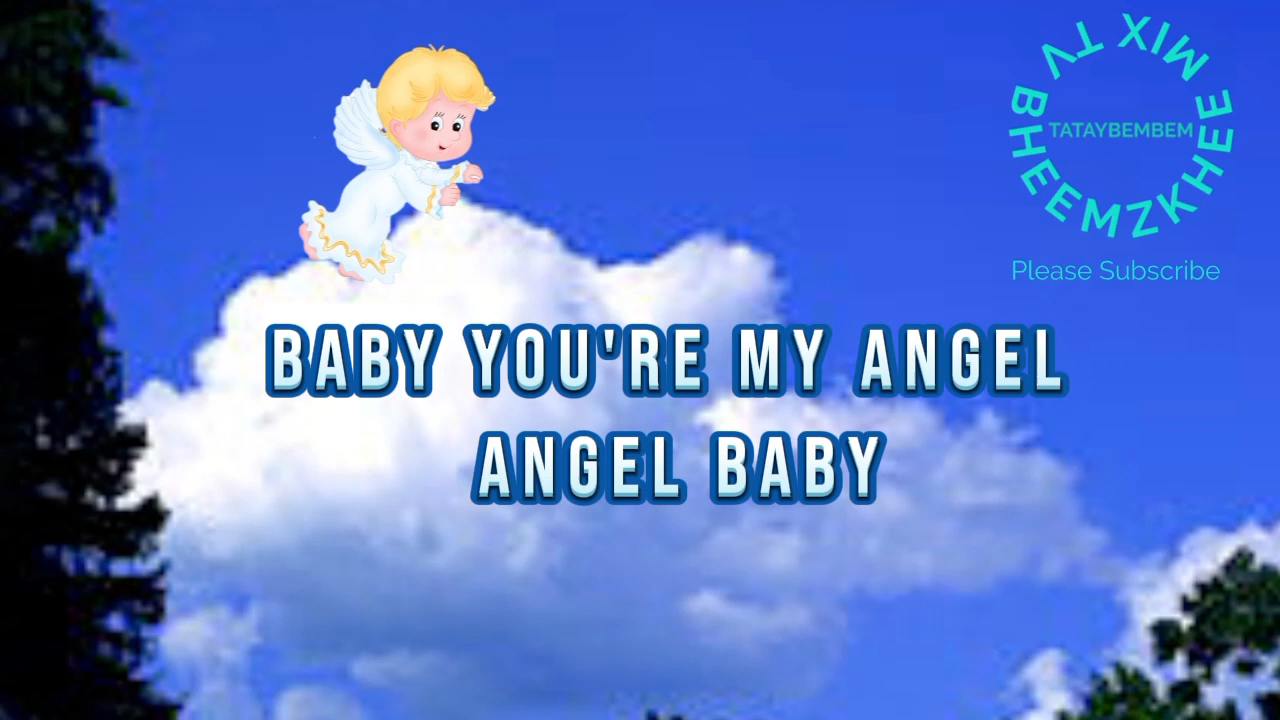 BHEEMZKHEE MIX TV
TATAYBEMBEM
Please Subscribe
BABY YOU'RE MY ANGEL
ANGEL BABY